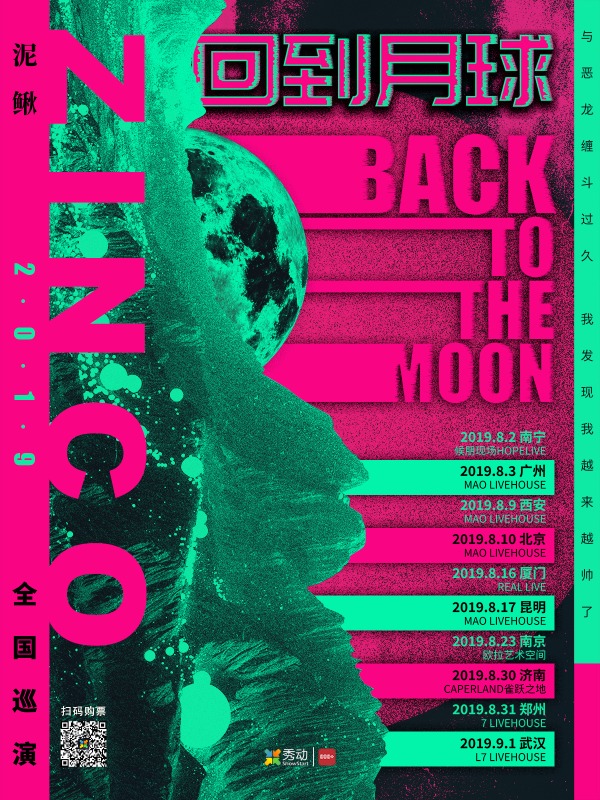 泥鳅
2·0·1·9
全国巡演
ZINCO
回到月球
BACK
TO
THE
MOON
与恶龙缠斗过久 我发现我越来越帅了
2019.8.2 南宁
候朋现场HOPELIVE
2019.8.3 广州
MAO LIVEHOUSE
2019.8.9 西安
MAO LIVEHOUSE
2019.8.10 北京
MAO LIVEHOUSE
2019.8.16 厦门
REAL LIVE
2019.8.17 昆明
MAO LIVEHOUSE
2019.8.23 南京
欧拉艺术空间
2019.8.30 济南
CAPERLAND雀跃之地
2019.8.31 郑州
7 LIVEHOUSE
2019.9.1 武汉
L7 LIVEHOUSE
扫码购票
秀动
ShowStart